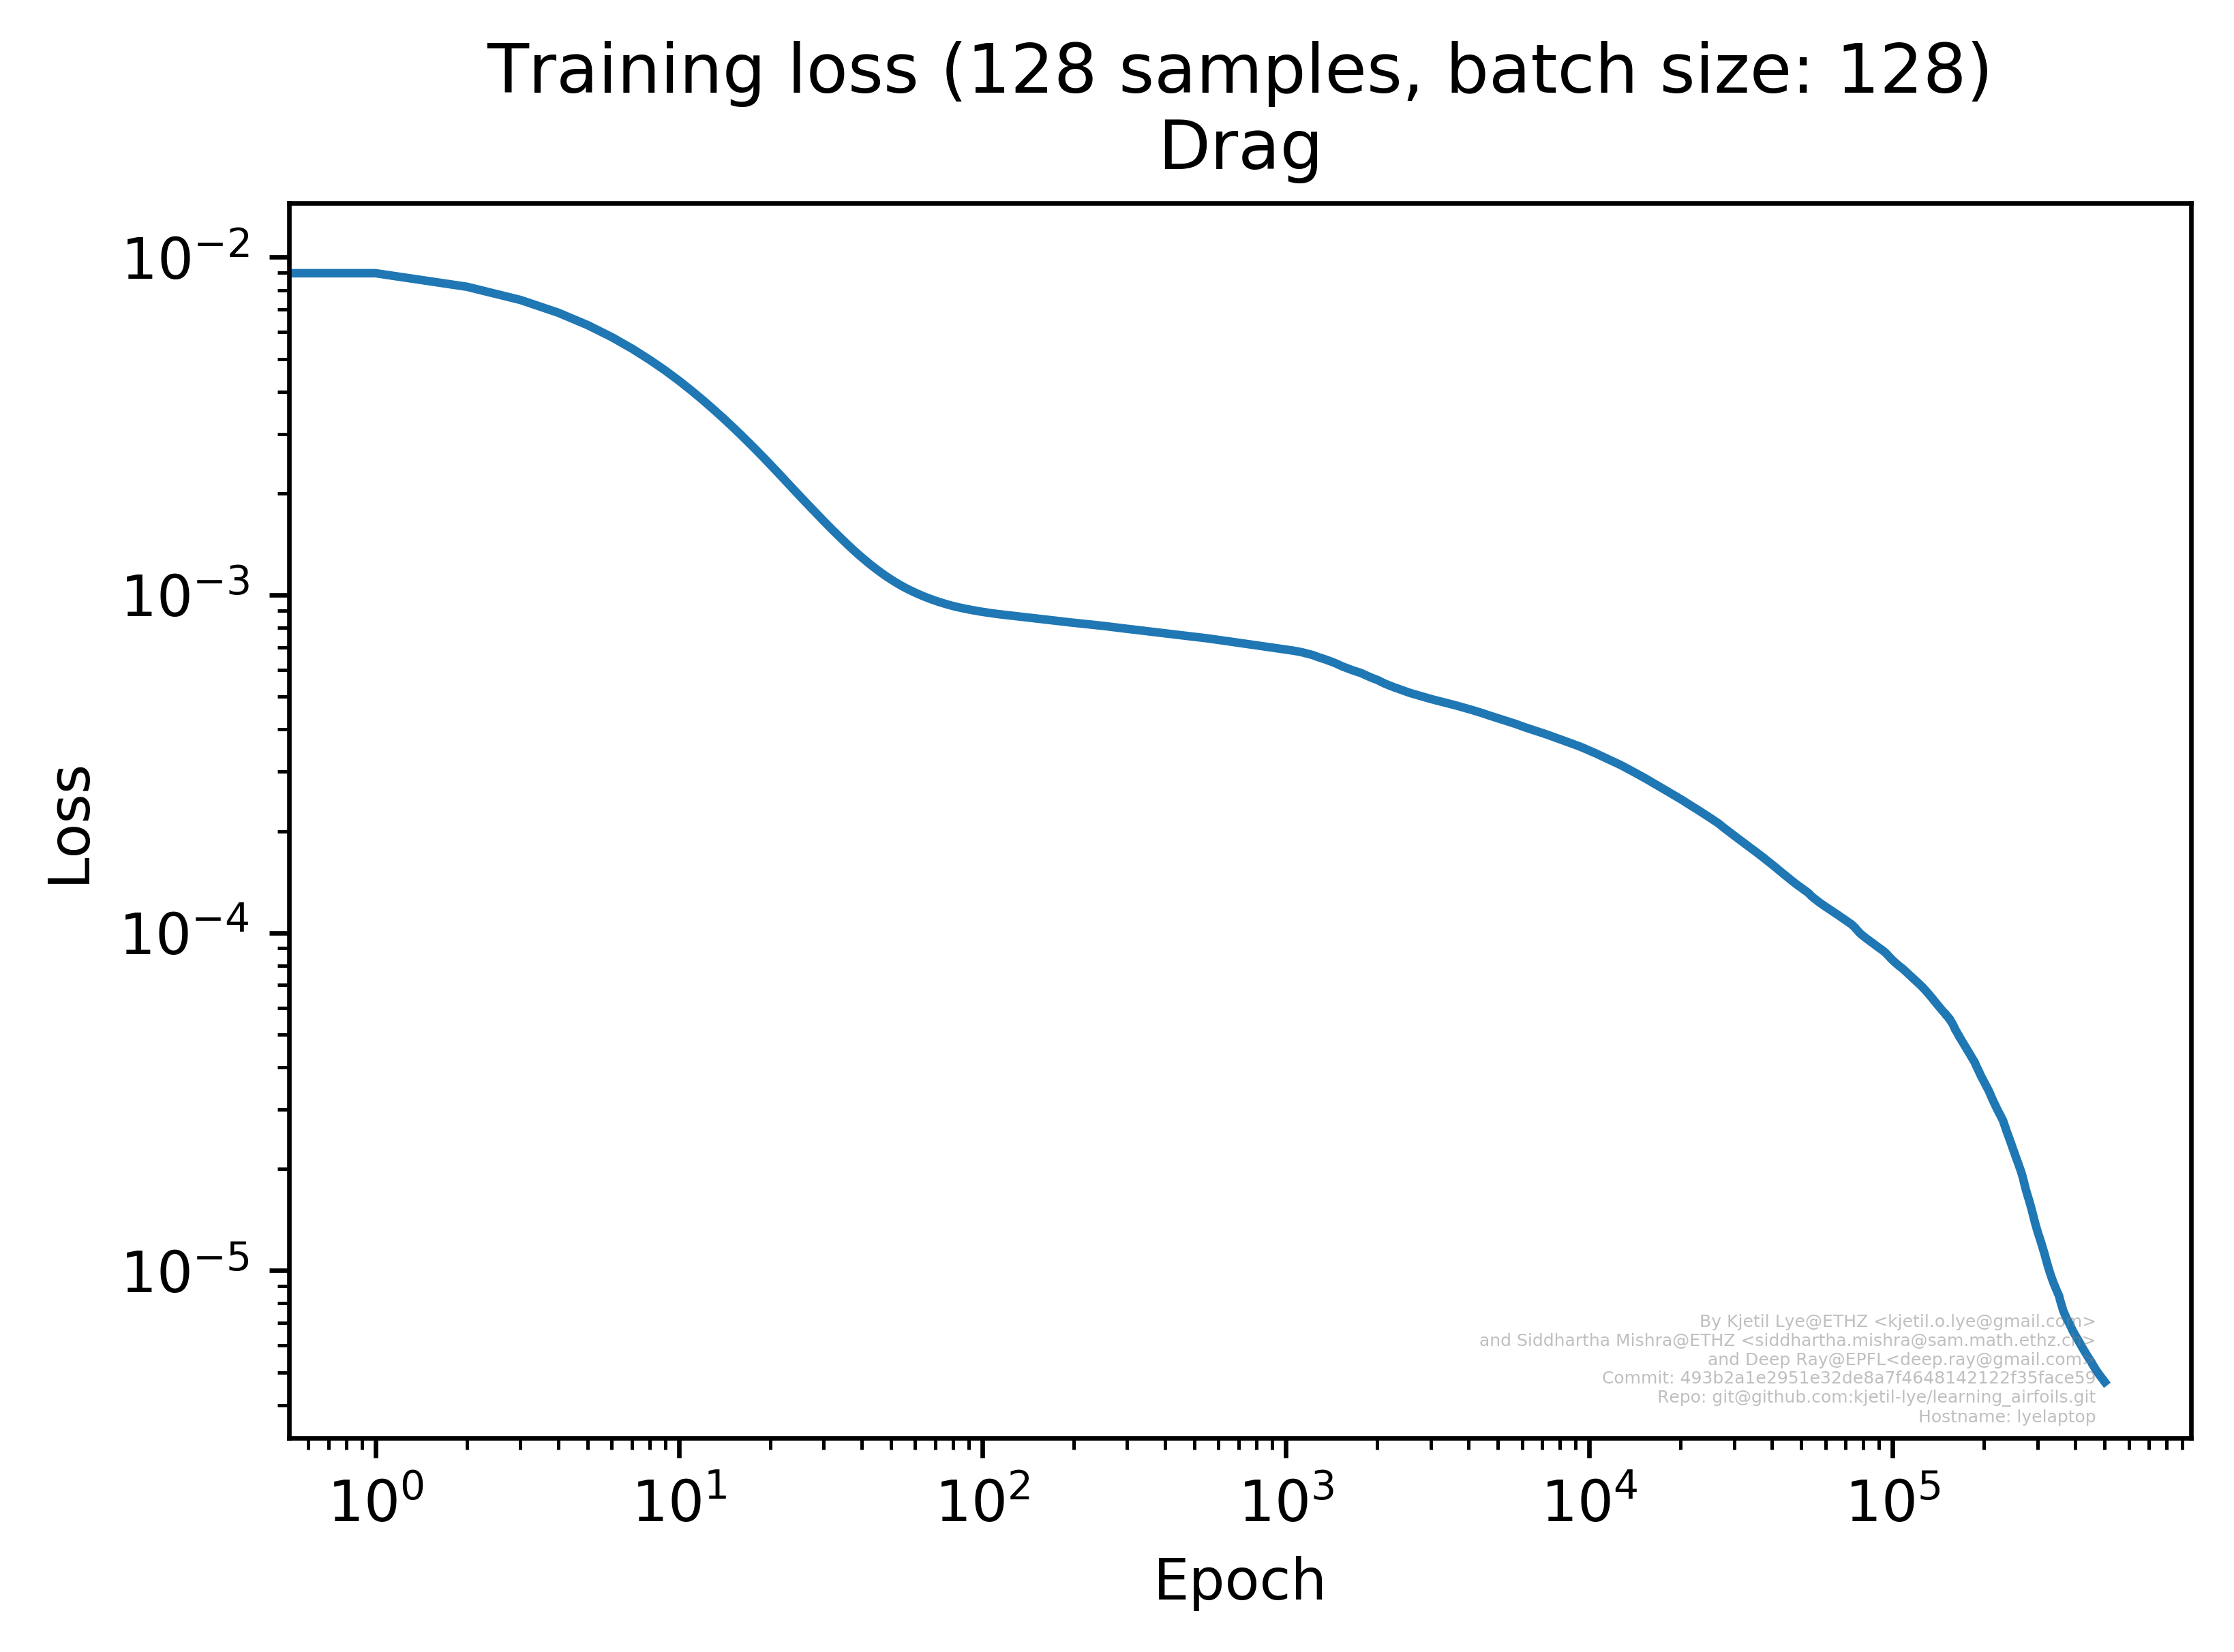 Training loss (128 samples, batch size: 128)
Drag
10⁻²
10⁻³
10⁻⁴
10⁻⁵
Loss
By Kjetil Lye@ETHZ <kjetil.o.lye@gmail.com>
and Siddhartha Mishra@ETHZ <siddhartha.mishra@sam.math.ethz.ch>
and Deep Ray@EPFL<deep.ray@gmail.com>
Commit: 493b2a1e2951e32de8a7f4648142122f35face59
Repo: git@github.com:kjetil-lye/learning_airfoils.git
Hostname: lyelaptop
10⁰ 10¹ 10² 10³ 10⁴ 10⁵
Epoch